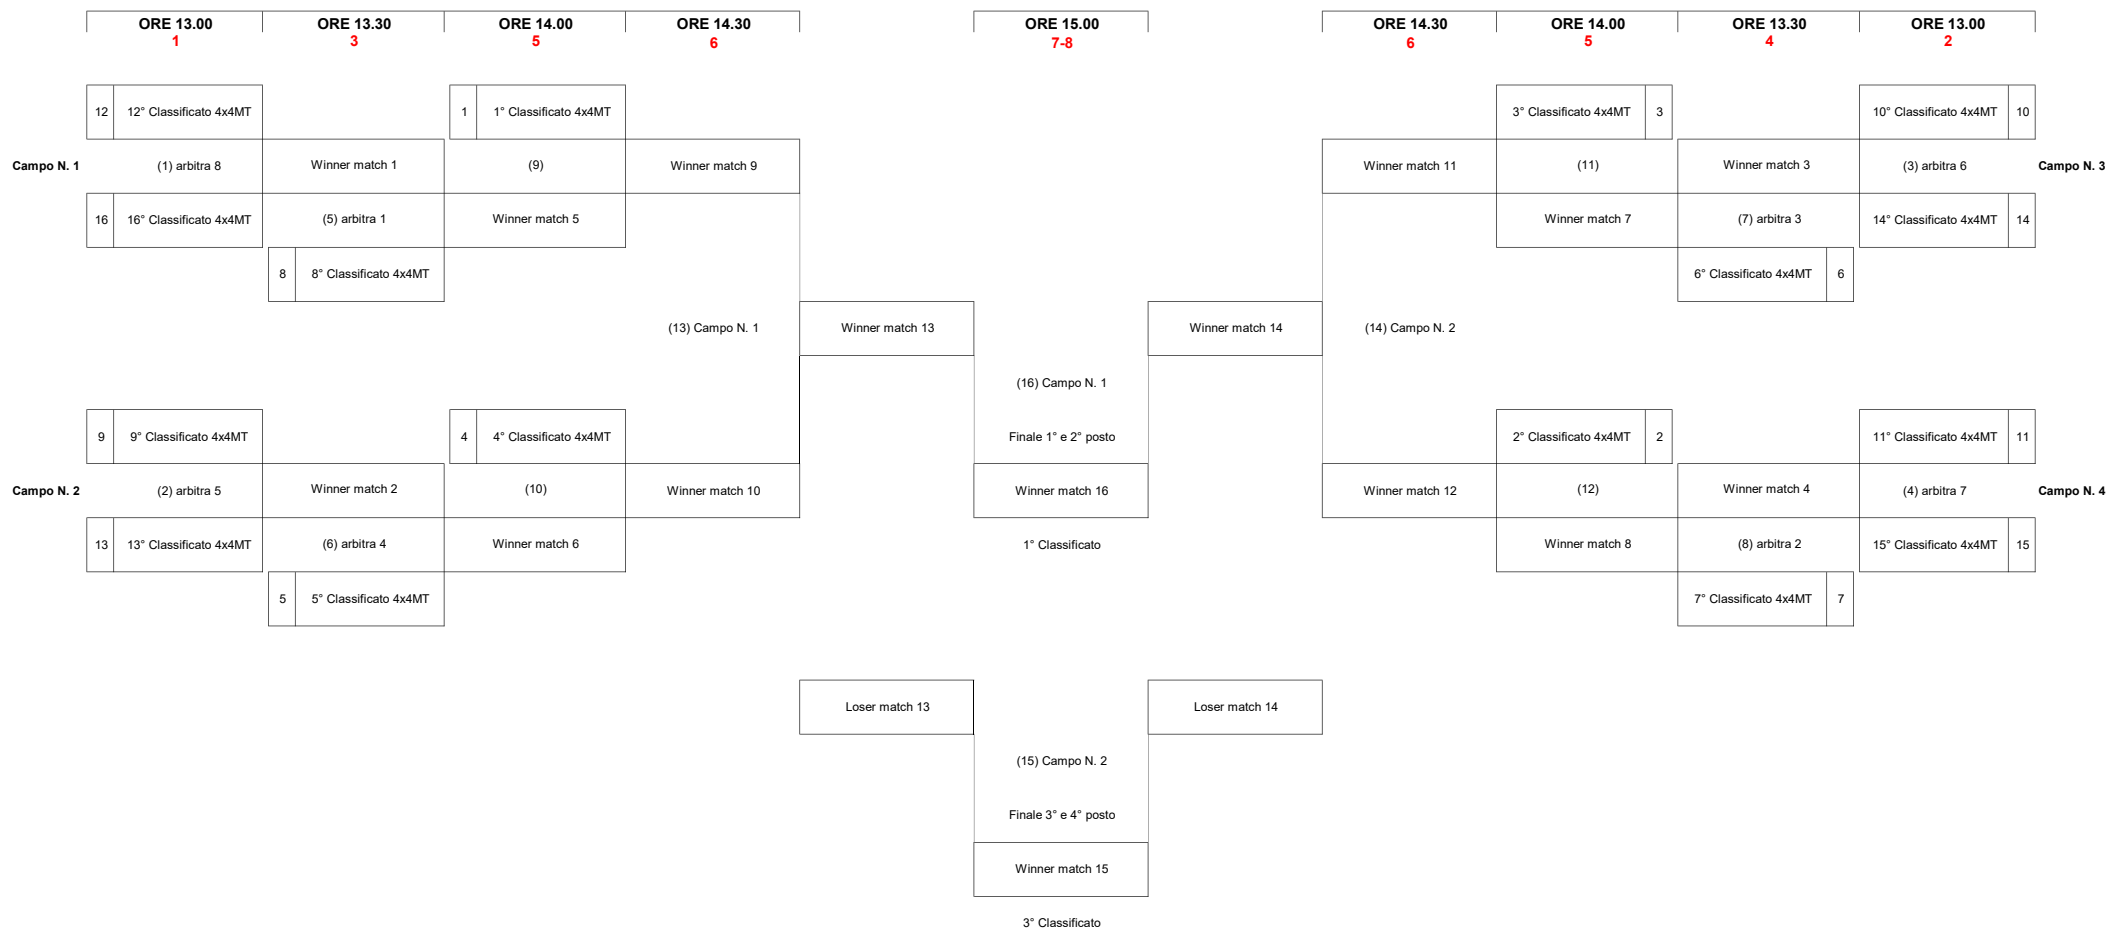 ORE 13.00 ORE 13.30 ORE 14.00 ORE 14.30 ORE 15.00 ORE 14.30 ORE 14.00 ORE 13.30 ORE 13.00
1 3 5 6 7-8 6 5 4 2
12 12° Classificato 4x4MT 1 1° Classificato 4x4MT 3° Classificato 4x4MT 3 10° Classificato 4x4MT 10
Campo N. 1 (1) arbitra 8 Winner match 1 (9) Winner match 9 Winner match 11 (11) Winner match 3 (3) arbitra 6 Campo N. 3
16 16° Classificato 4x4MT (5) arbitra 1 Winner match 5 Winner match 7 (7) arbitra 3 14° Classificato 4x4MT 14
8 8° Classificato 4x4MT 6° Classificato 4x4MT 6
(13) Campo N. 1 Winner match 13 Winner match 14 (14) Campo N. 2
(16) Campo N. 1
9 9° Classificato 4x4MT 4 4° Classificato 4x4MT Finale 1° e 2° posto 2° Classificato 4x4MT 2 11° Classificato 4x4MT 11
Campo N. 2 (2) arbitra 5 Winner match 2 (10) Winner match 10 Winner match 16 Winner match 12 (12) Winner match 4 (4) arbitra 7 Campo N. 4
13 13° Classificato 4x4MT (6) arbitra 4 Winner match 6 1° Classificato Winner match 8 (8) arbitra 2 15° Classificato 4x4MT 15
5 5° Classificato 4x4MT 7° Classificato 4x4MT 7
Loser match 13 Loser match 14
(15) Campo N. 2
Finale 3° e 4° posto
Winner match 15
3° Classificato